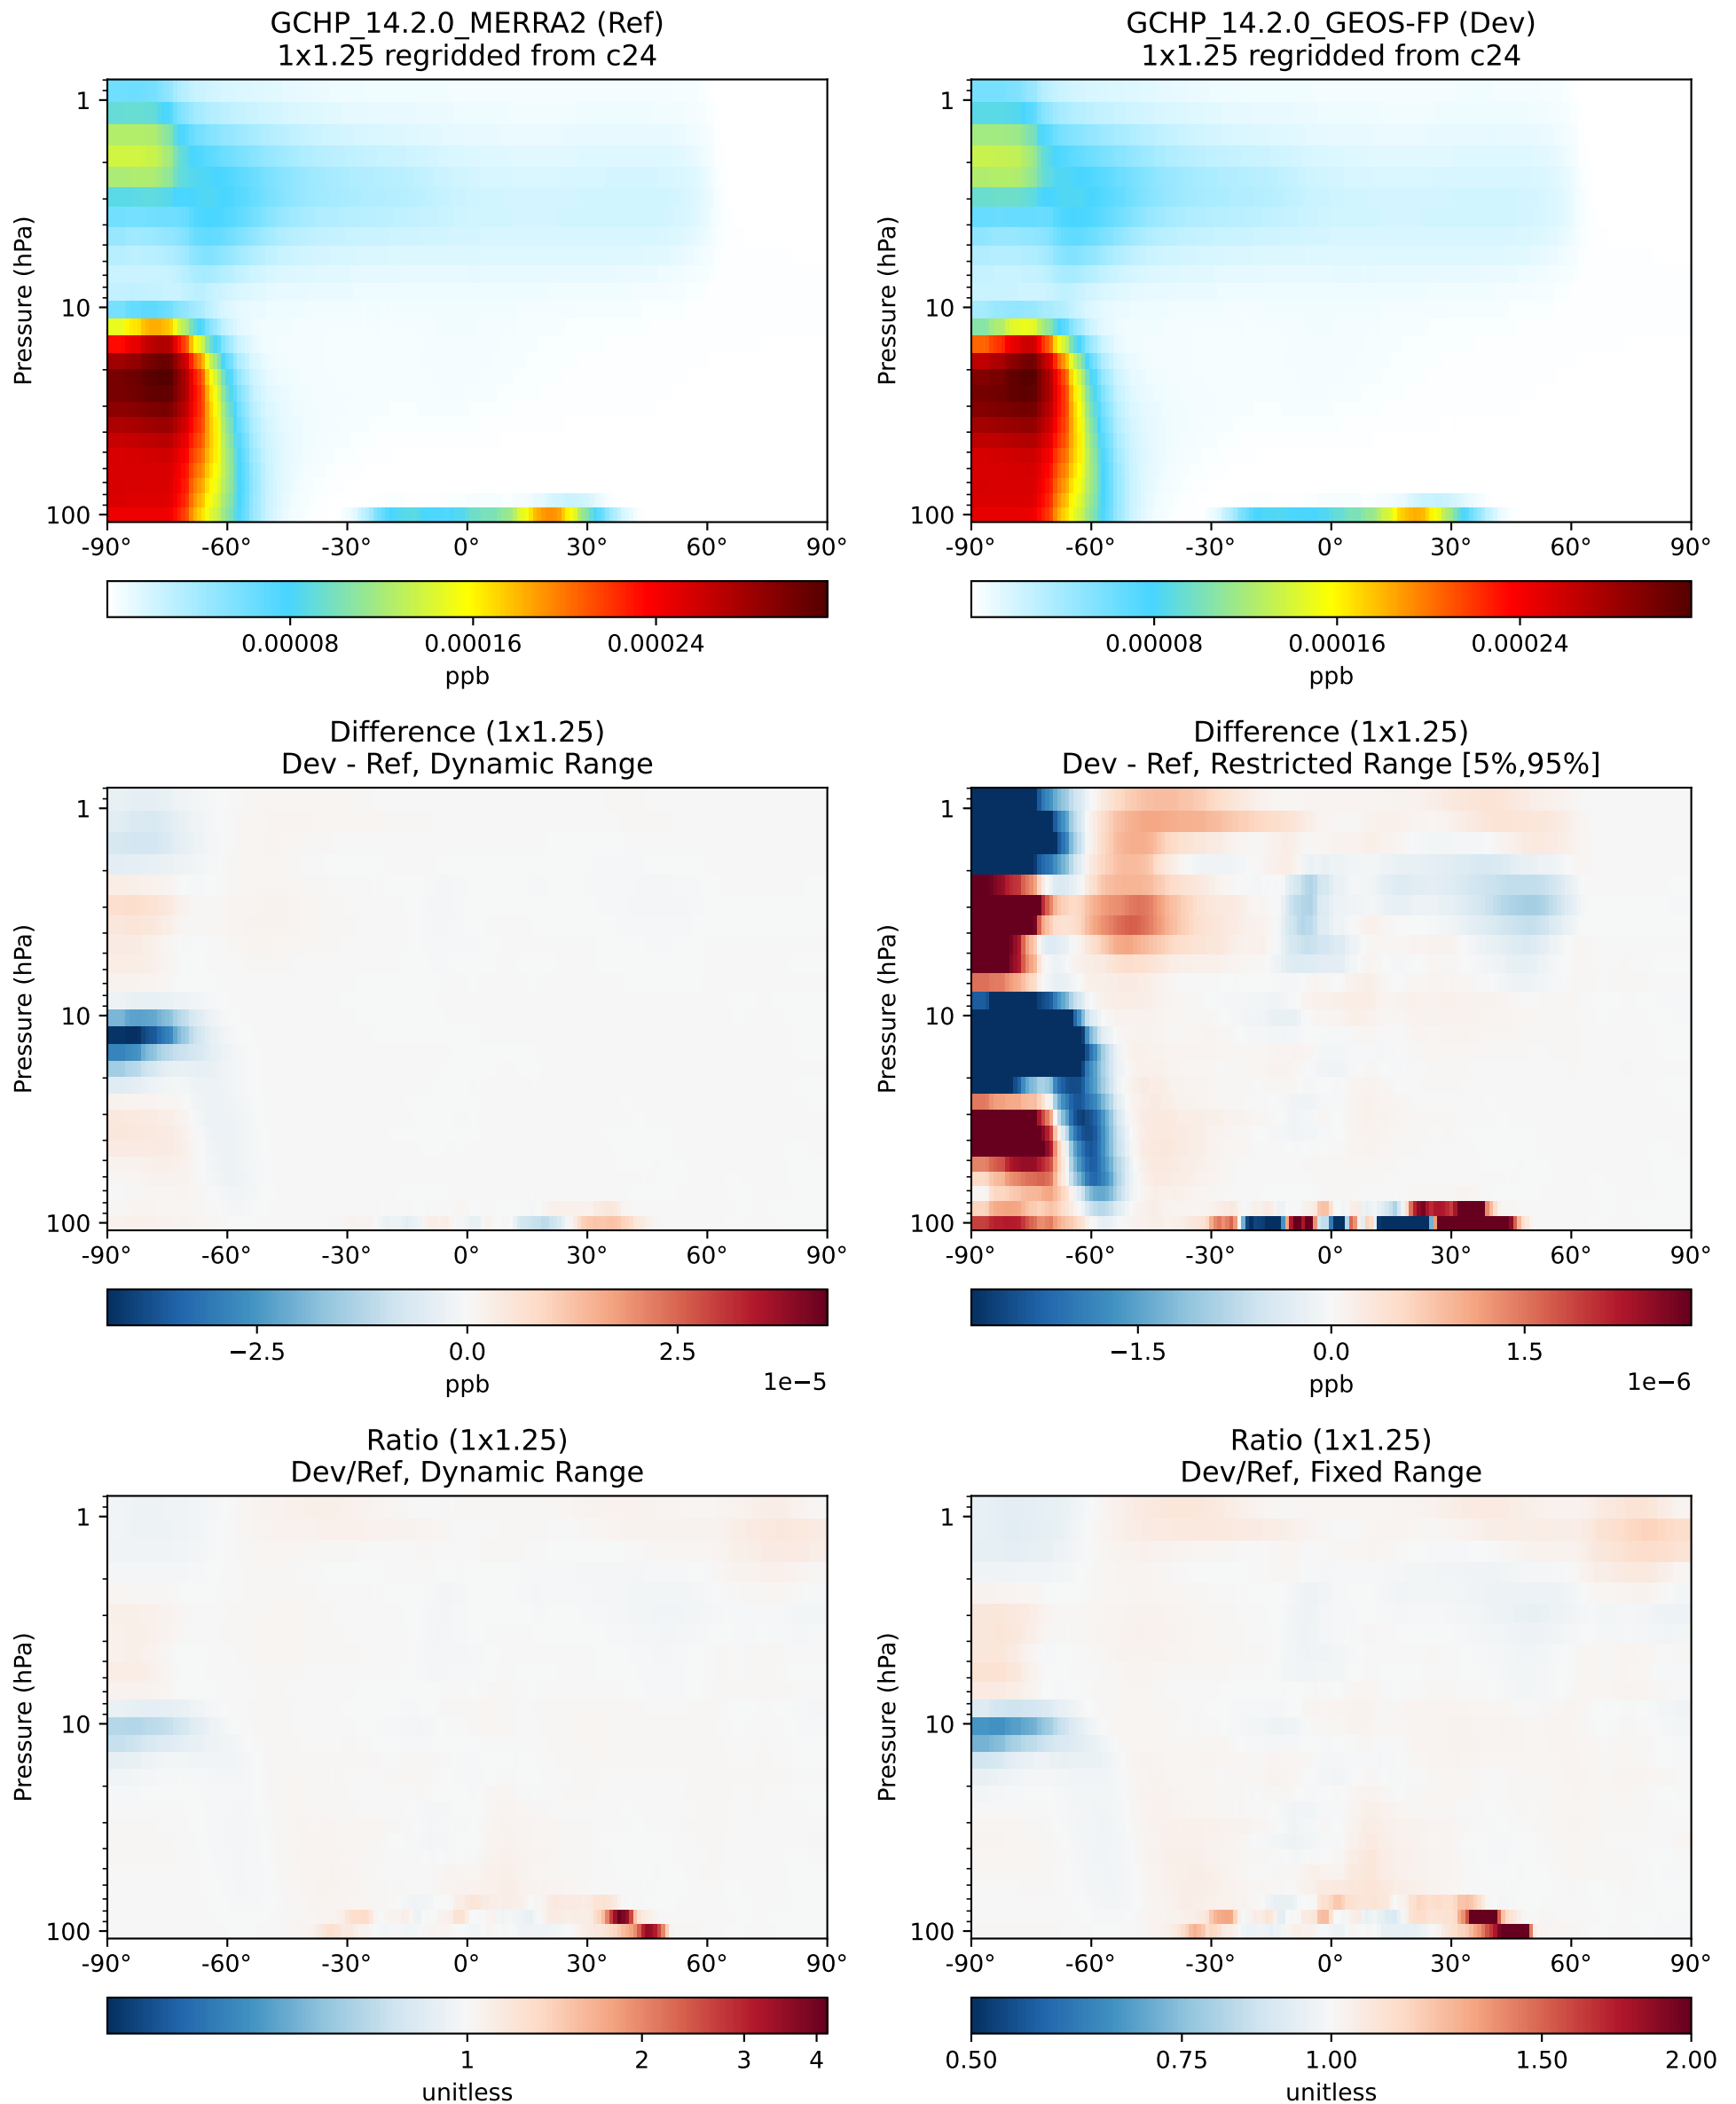 GCHP_14.2.0_MERRA2 (Ref)
1x1.25 regridded from c24
Pressure (hPa)
1
10
100
-90° -60° -30° 0° 30° 60° 90°
0.00008 0.00016 0.00024
ppb
GCHP_14.2.0_GEOS-FP (Dev)
1x1.25 regridded from c24
Pressure (hPa)
1
10
100
-90° -60° -30° 0° 30° 60° 90°
0.00008 0.00016 0.00024
ppb
Difference (1x1.25)
Dev - Ref, Dynamic Range
Pressure (hPa)
1
10
100
-90° -60° -30° 0° 30° 60° 90°
−2.5 0.0 2.5
1e−5
ppb
Difference (1x1.25)
Dev - Ref, Restricted Range [5%,95%]
Pressure (hPa)
1
10
100
-90° -60° -30° 0° 30° 60° 90°
−1.5 0.0 1.5
1e−6
ppb
Ratio (1x1.25)
Dev/Ref, Dynamic Range
Pressure (hPa)
1
10
100
-90° -60° -30° 0° 30° 60° 90°
1 2 3 4
unitless
Ratio (1x1.25)
Dev/Ref, Fixed Range
Pressure (hPa)
1
10
100
-90° -60° -30° 0° 30° 60° 90°
0.50 0.75 1.00 1.50 2.00
unitless